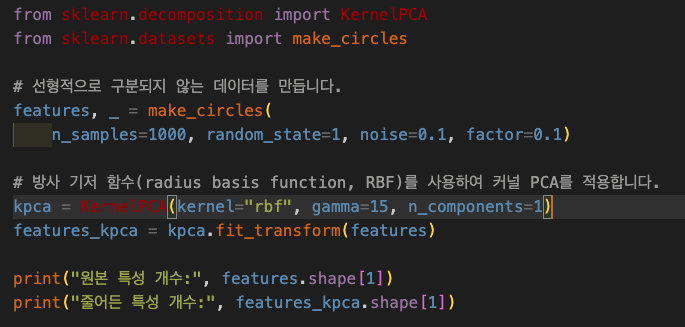 from sklearn.decomposition import KernelPCA
from sklearn.datasets import make_circles
# 선형적으로 구분되지 않는 데이터를 만듭니다.
features, _ = make_circles(
    n_samples=1000, random_state=1, noise=0.1, factor=0.1)
# 방사 기저 함수(radius basis function, RBF)를 사용하여 커널 PCA를 적용합니다.
kpca = KernelPCA(kernel="rbf", gamma=15, n_components=1)
features_kpca = kpca.fit_transform(features)
print("원본 특성 개수:", features.shape[1])
print("줄어든 특성 개수:", features_kpca.shape[1])